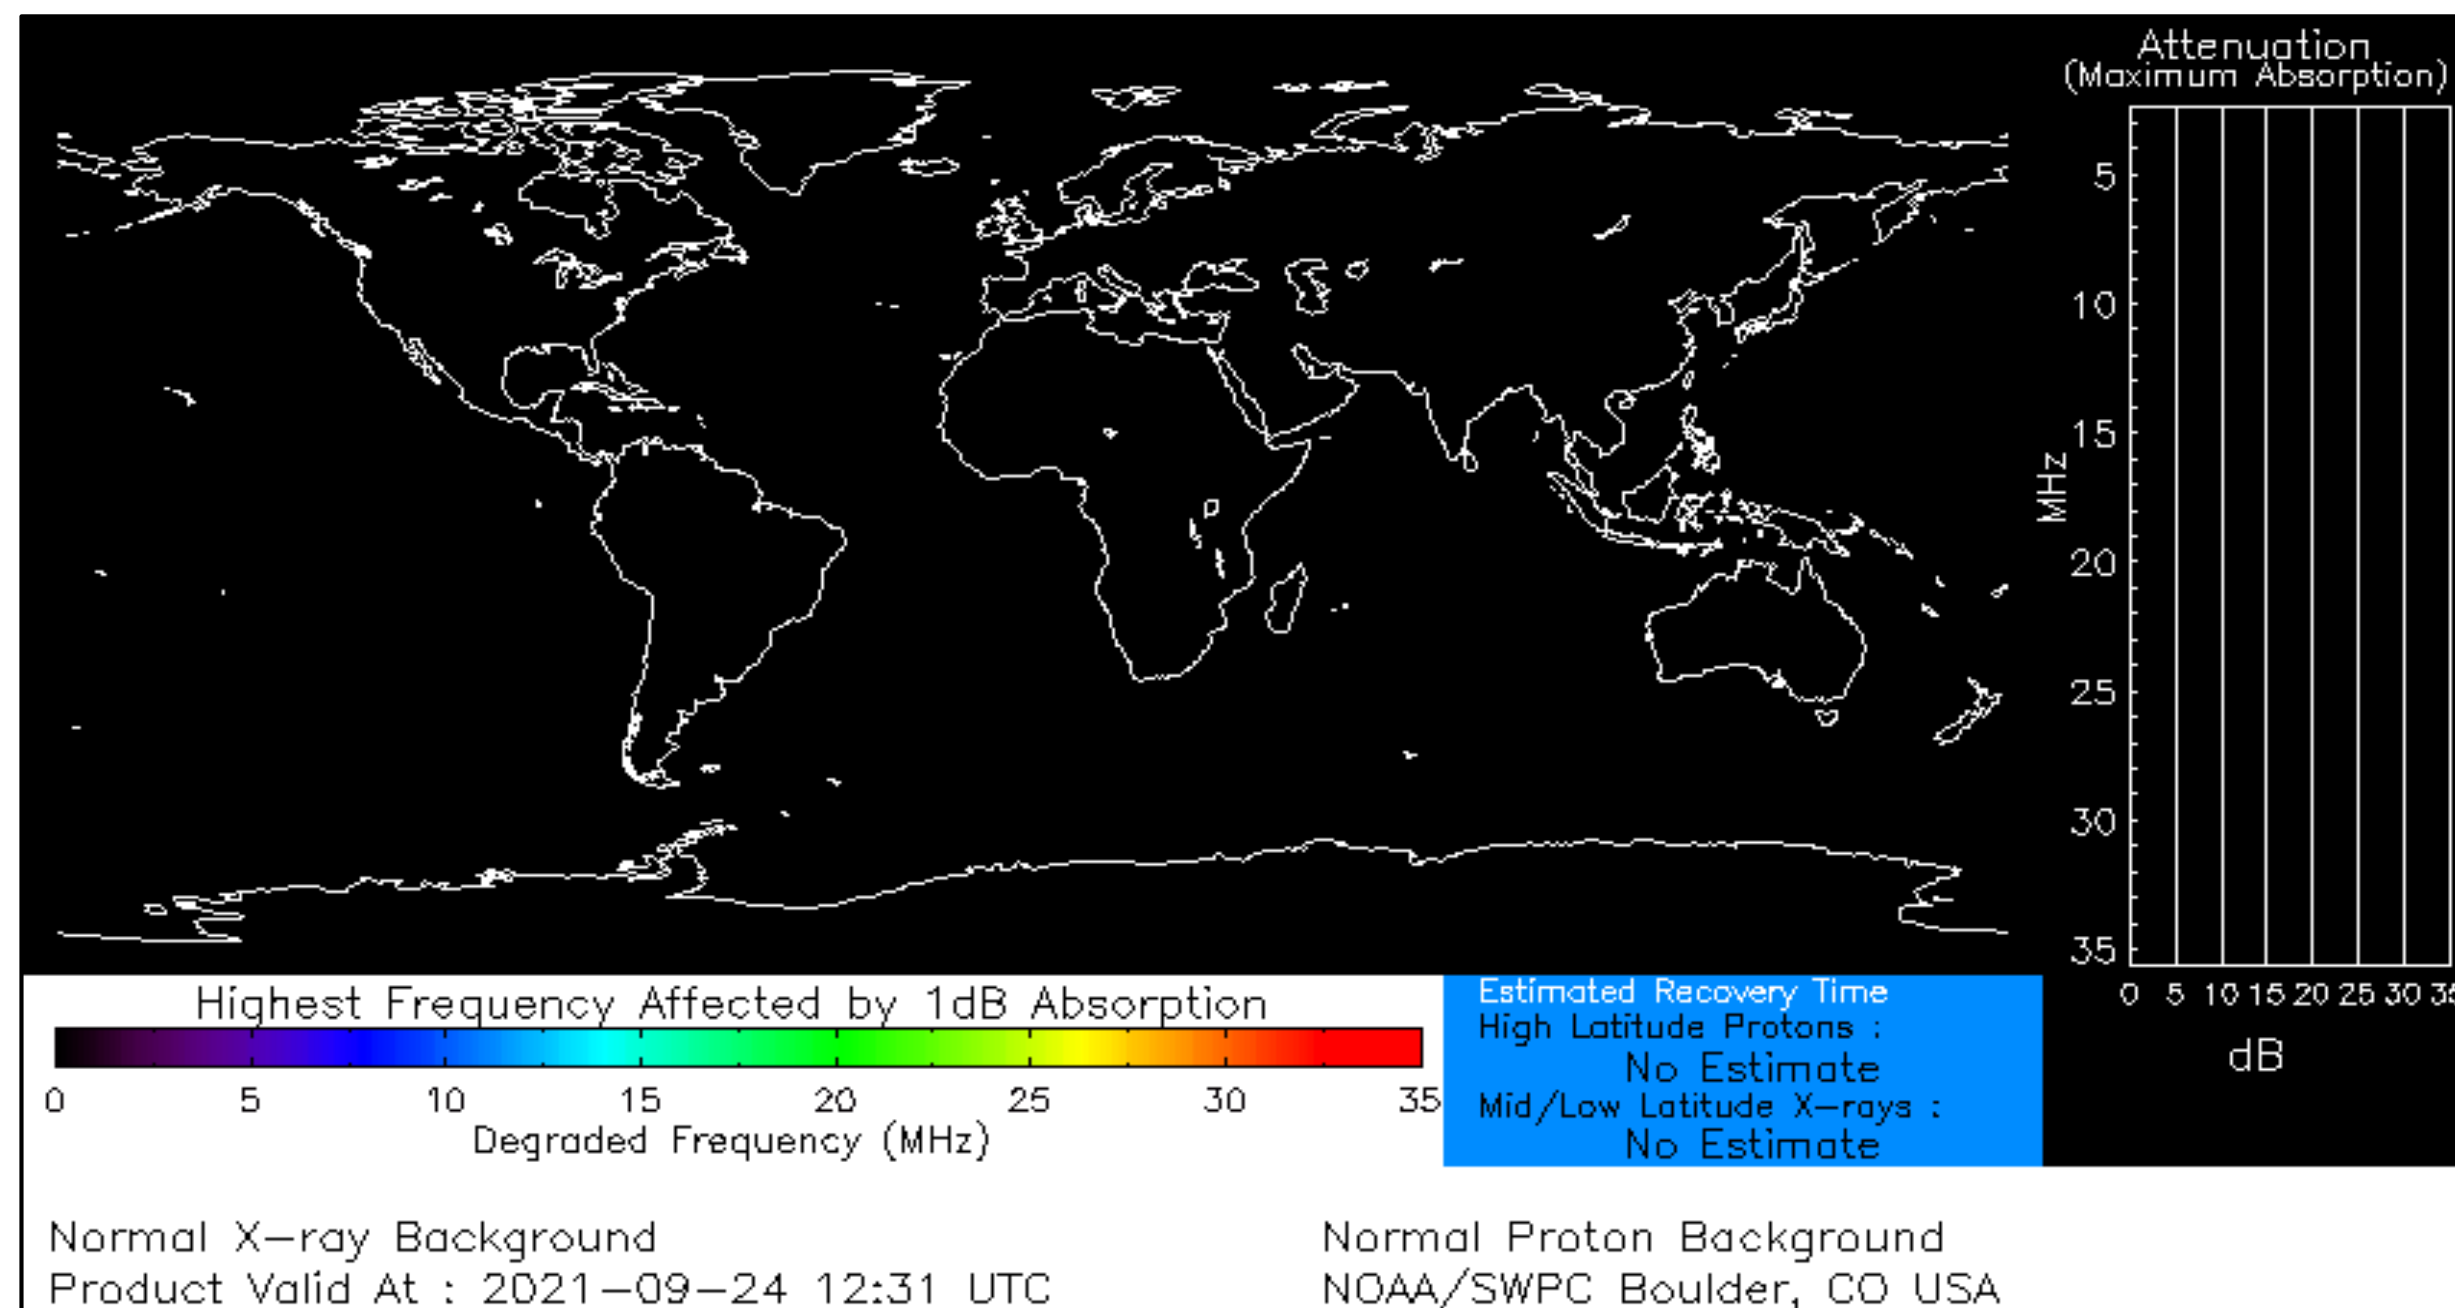 Attenuation
(Maximum Absorption)
5
10
15
20
25
30
35
MHz
0 5 10 15 20 25 30 35
dB
Highest Frequency Affected by 1dB Absorption
0 5 10 15 20 25 30 35
Degraded Frequency (MHz)
Estimated Recovery Time
High Latitude Protons :
No Estimate
Mid/Low Latitude X-rays :
No Estimate
Normal X-ray Background
Normal Proton Background
Product Valid At : 2021-09-24 12:31 UTC
NOAA/SWPC Boulder, CO USA